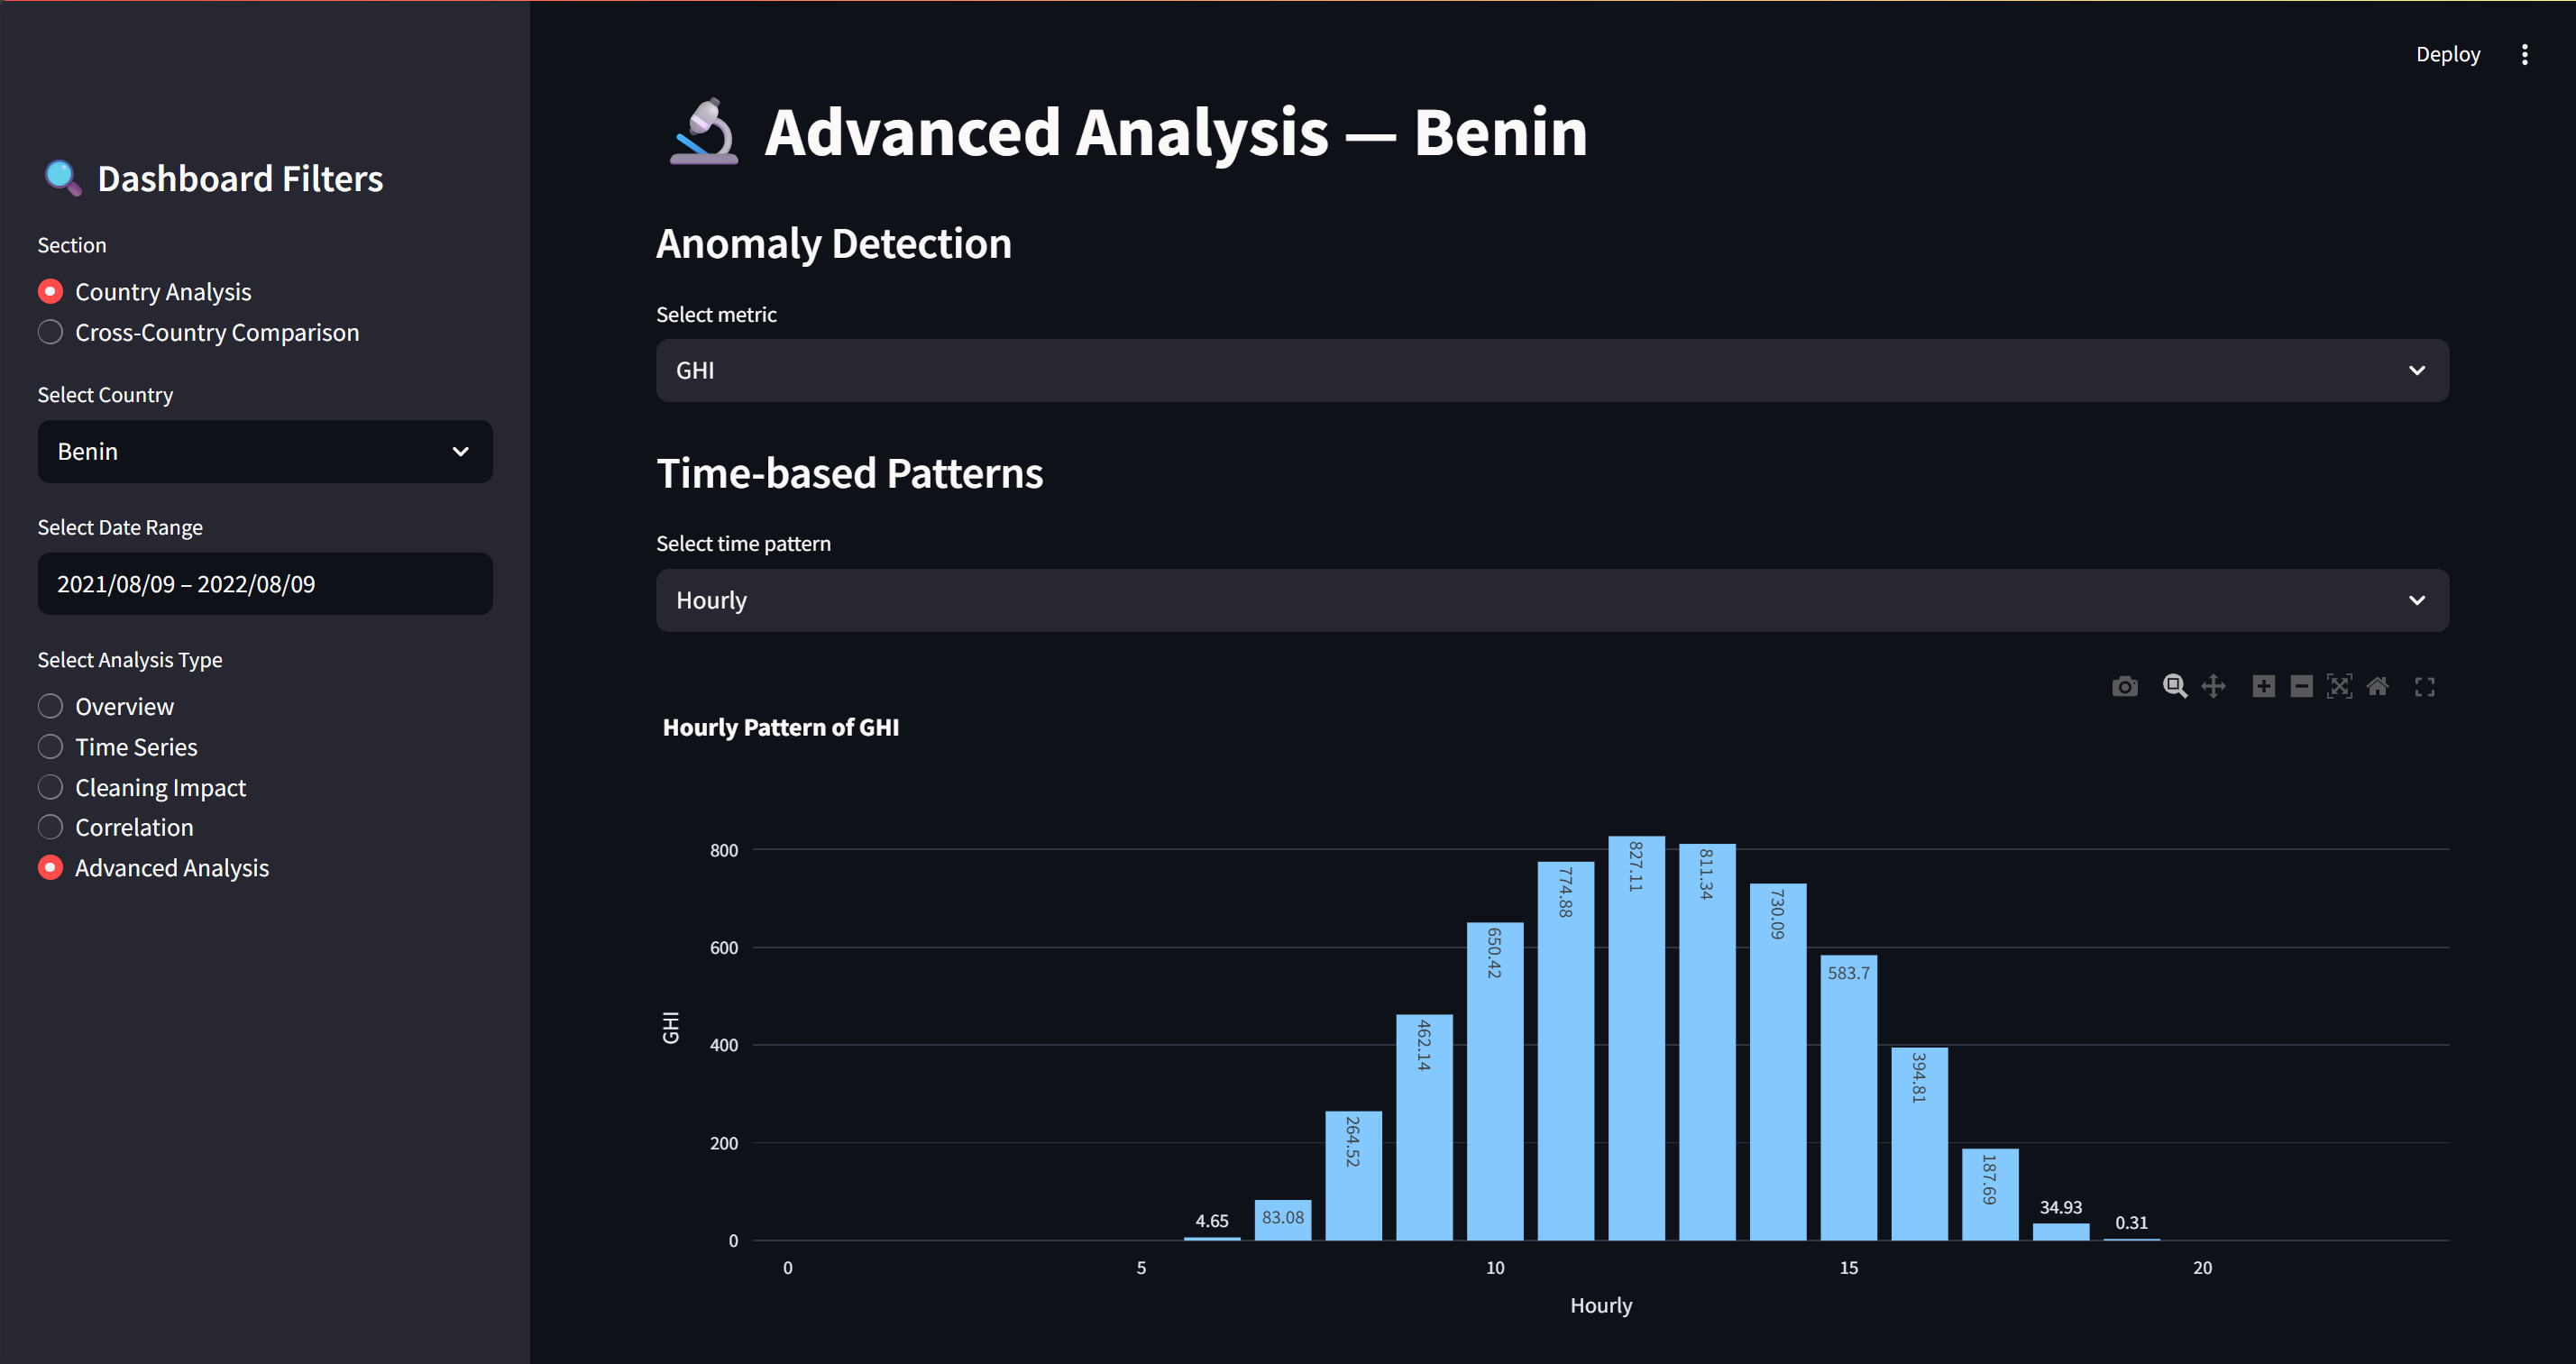 Deploy
Dashboard Filters
Section
Country Analysis
Cross-Country Comparison
Select Country
Benin
Select Date Range
2021/08/09 – 2022/08/09
Select Analysis Type
Overview
Time Series
Cleaning Impact
Correlation
Advanced Analysis
Advanced Analysis — Benin
Anomaly Detection
Select metric
GHI
Time-based Patterns
Select time pattern
Hourly
Hourly Pattern of GHI
GHI
800
600
400
200
0
4.65
83.08
264.52
462.14
650.42
774.88
827.11
811.34
730.09
583.7
394.81
187.69
34.93
0.31
0
5
10
15
20
Hourly